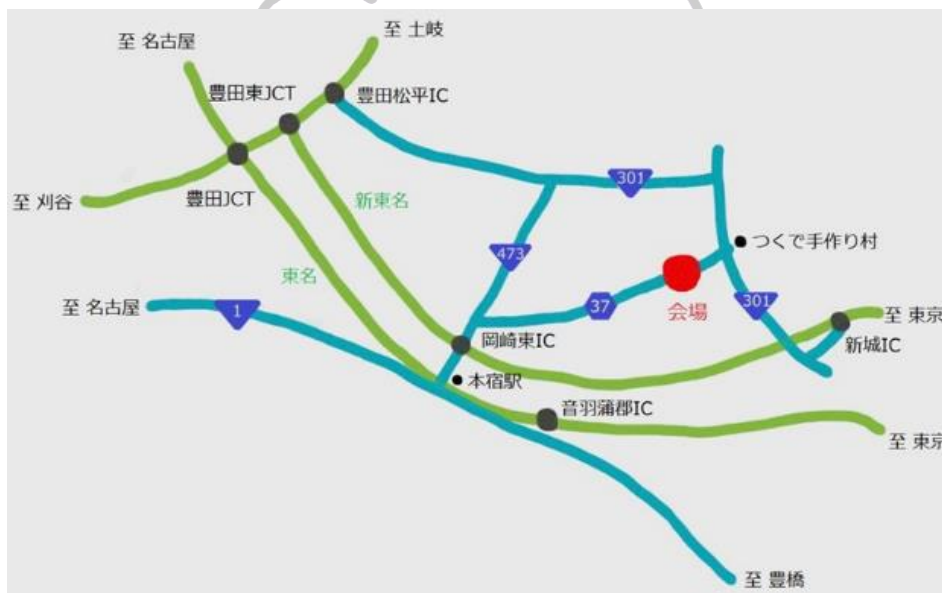 至 土岐
至 名古屋
豊田東JCT
豊田松平IC
301
至 刈谷
豊田JCT
新東名
つくで手作り村
473
東名
至 名古屋
1
37
会場
301
至 東京
岡崎東IC
新城IC
本宿駅
音羽蒲郡IC
至 東京
至 豊橋